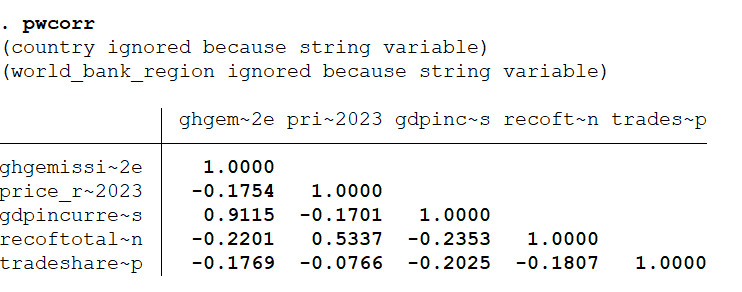 . pwcorr
(country ignored because string variable)
(world_bank_region ignored because string variable)
ghgem~2e pri~2023 gdpinc~s recoft~n trades~p
ghgemissi~2e 1.0000
price_r~2023 -0.1754 1.0000
gdpincurre~s 0.9115 -0.1701 1.0000
recoftotal~n -0.2201 0.5337 -0.2353 1.0000
tradeshare~p -0.1769 -0.0766 -0.2025 -0.1807 1.0000